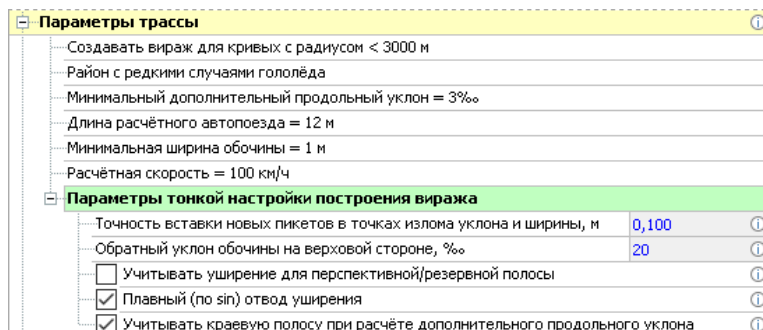 Параметры трассы
Создавать вираж для кривых с радиусом < 3000 м
Район с редкими случаями гололёда
Минимальный дополнительный продольный уклон = 3‰
Длина расчётного автопоезда = 12 м
Минимальная ширина обочины = 1 м
Расчётная скорость = 100 км/ч
Параметры тонкой настройки построения виража
Точность вставки новых пикетов в точках излома уклона и ширины, м 0,100
Обратный уклон обочины на верховой стороне, ‰ 20
Учитывать уширение для перспективной/резервной полосы
Плавный (по sin) отвод уширения
Учитывать краевую полосу при расчёте дополнительного продольного уклона